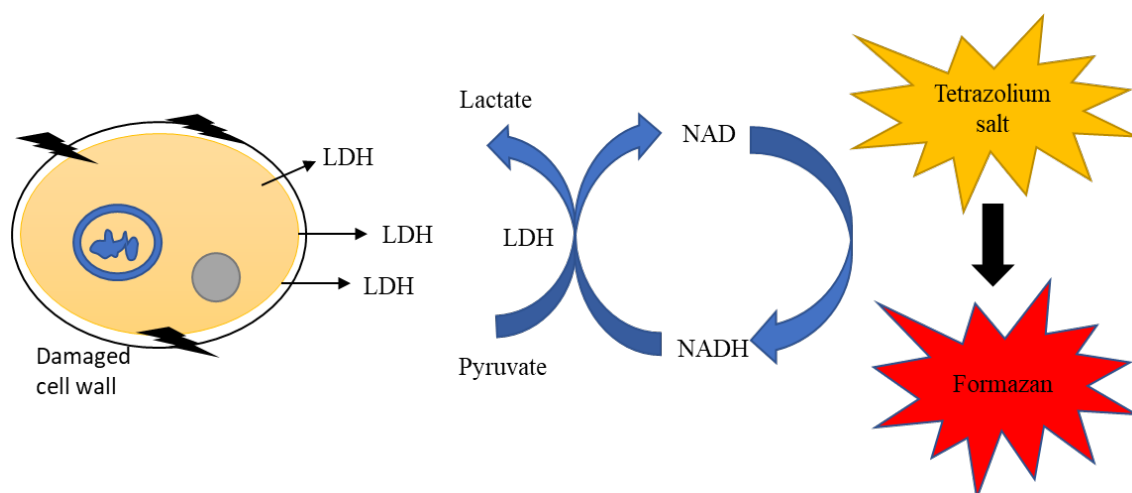 LDH
LDH
LDH
Damaged
cell wall
Lactate
NAD
LDH
NADH
Pyruvate
Tetrazolium
salt
Formazan